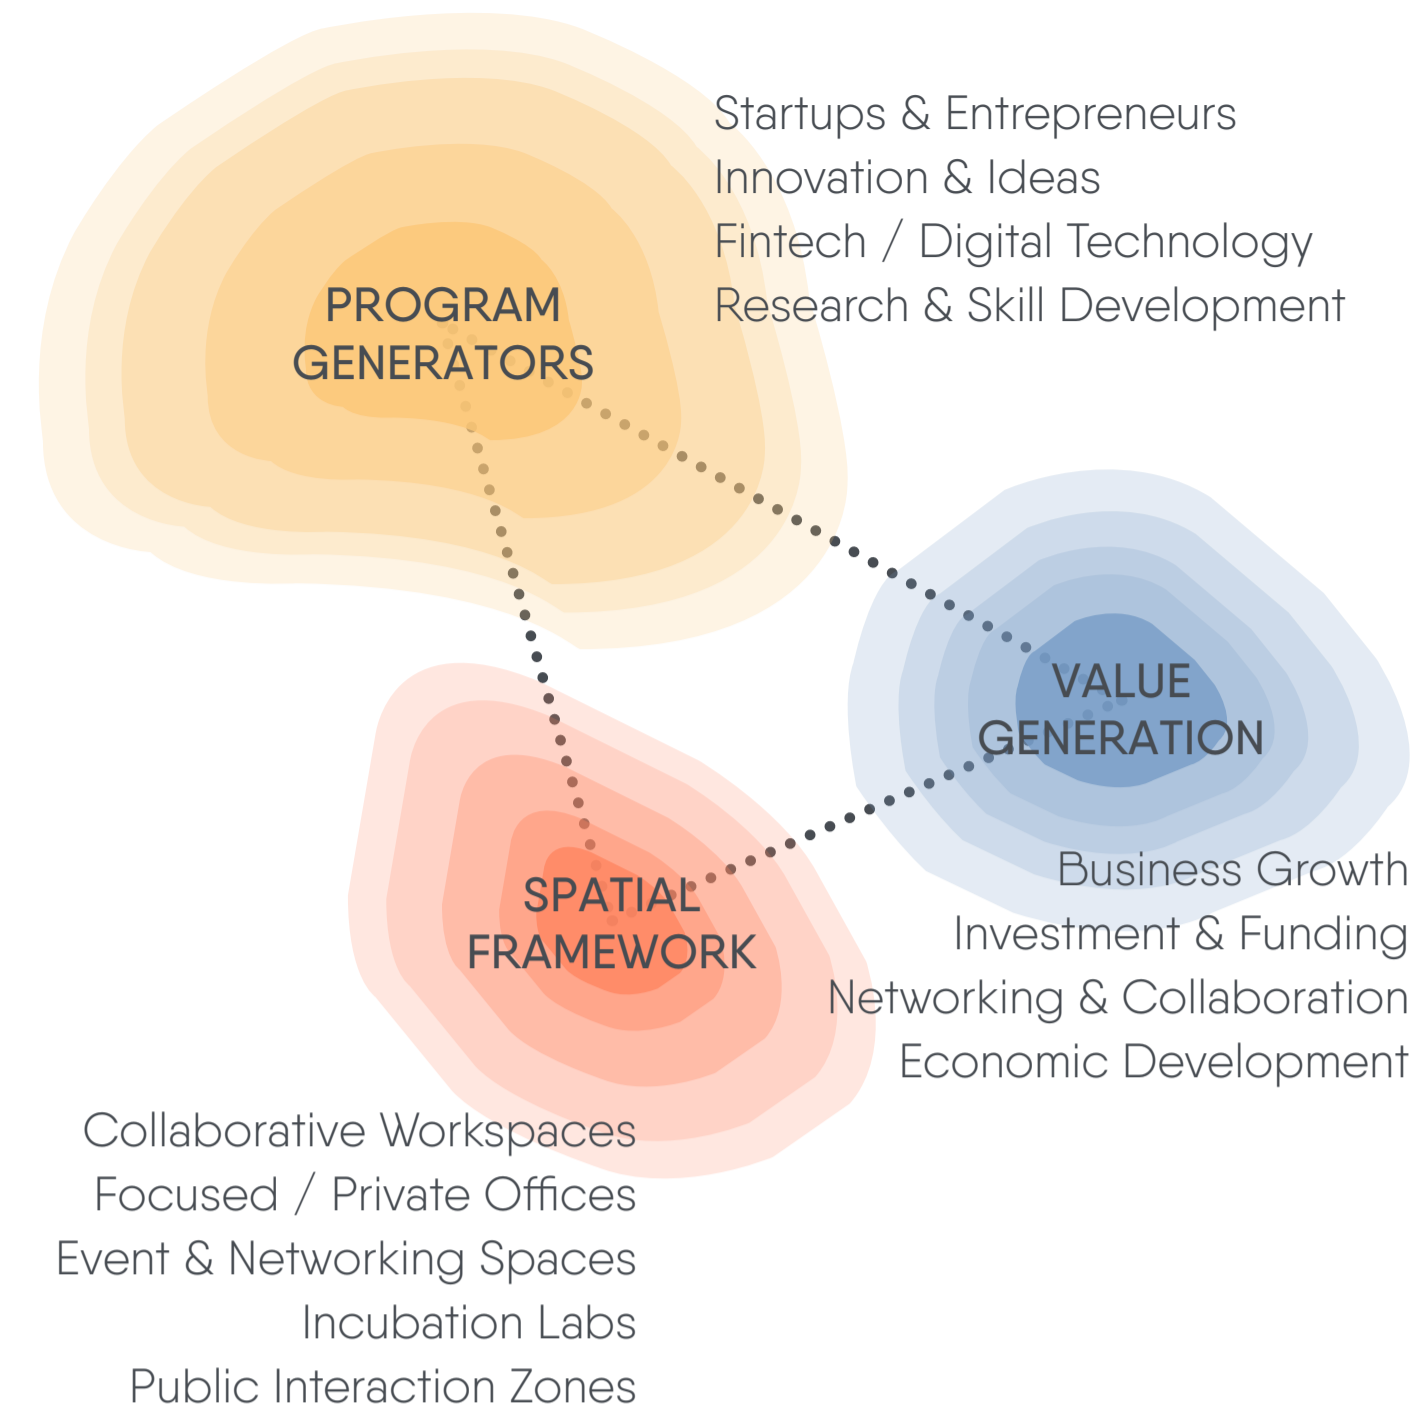 PROGRAM
GENERATORS
Startups & Entrepreneurs
Innovation & Ideas
Fintech / Digital Technology
Research & Skill Development
VALUE
GENERATION
Business Growth
Investment & Funding
Networking & Collaboration
Economic Development
SPATIAL
FRAMEWORK
Collaborative Workspaces
Focused / Private Offices
Event & Networking Spaces
Incubation Labs
Public Interaction Zones